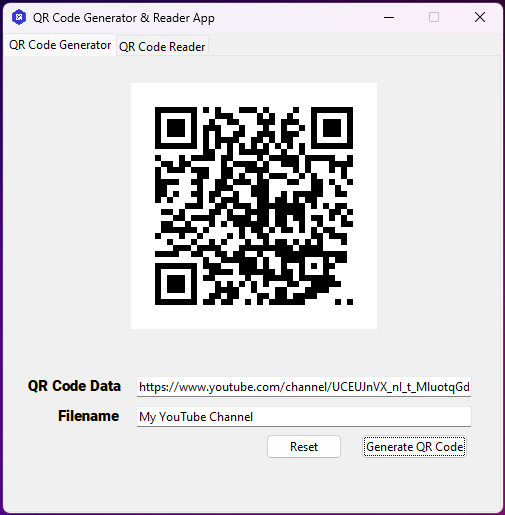 QR Code Generator & Reader App
QR Code Generator QR Code Reader
QR Code Data https://www.youtube.com/channel/UCEUJnVX_nl_t_MluotqGd
Filename My YouTube Channel
Reset Generate QR Code